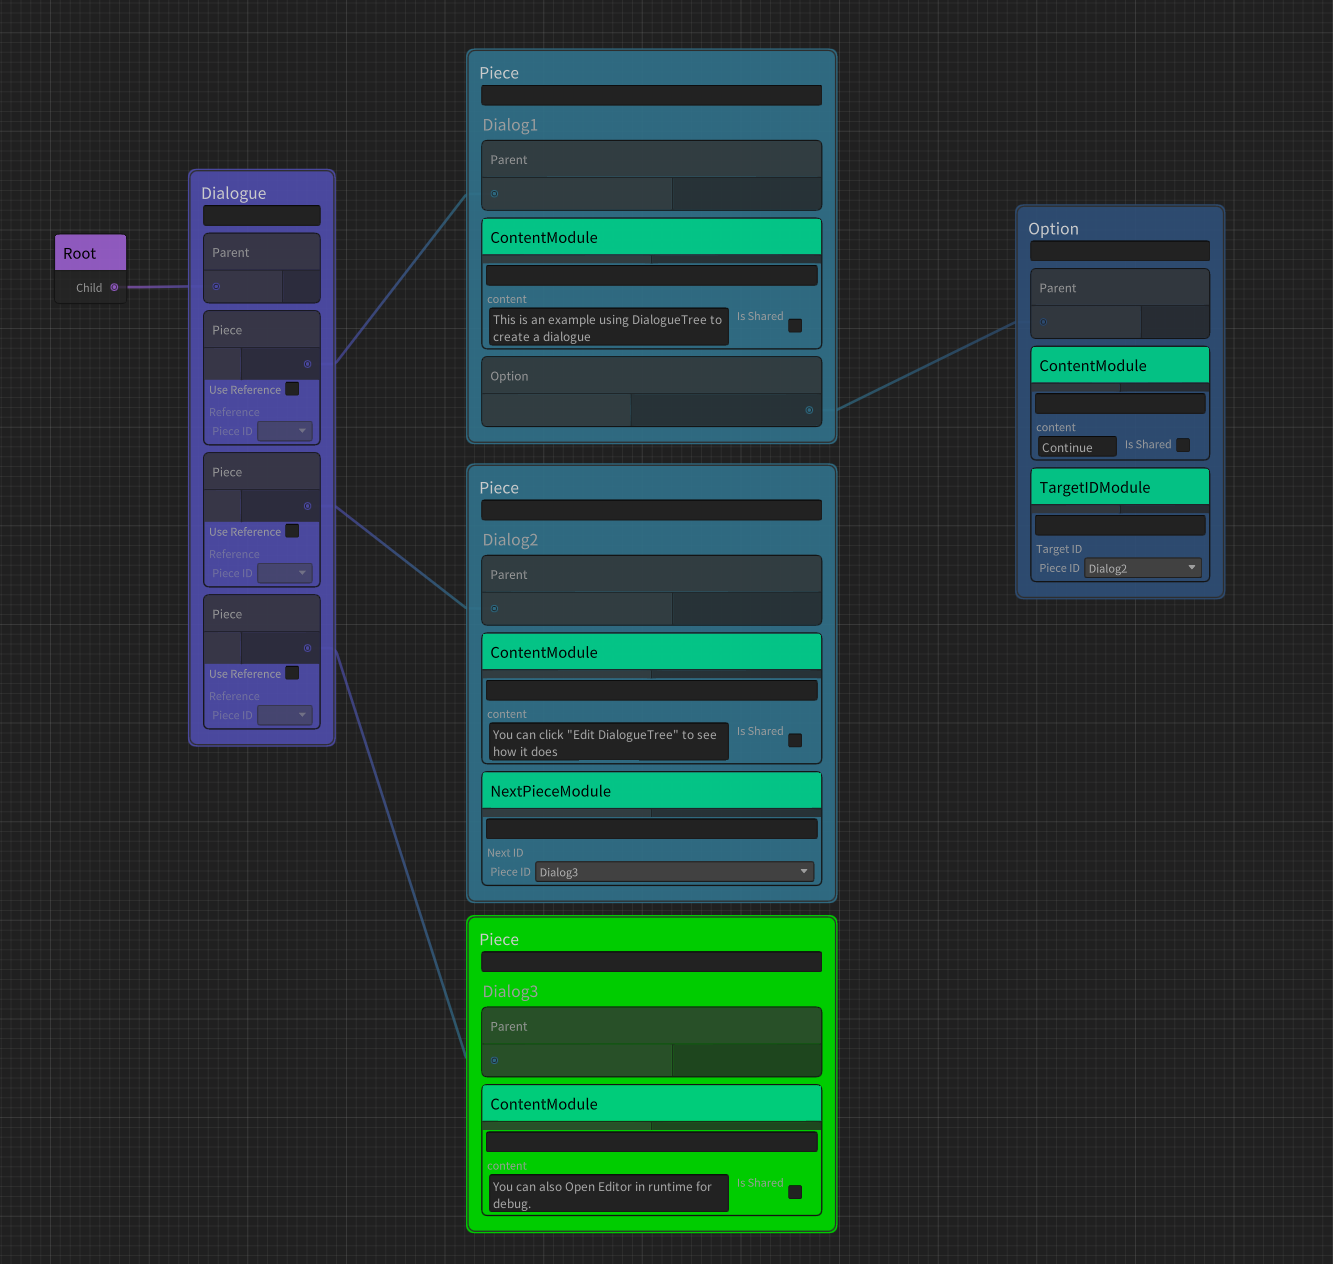 Root
Child
Dialogue
Parent
Piece
Use Reference
Reference
Piece ID
Piece
Use Reference
Reference
Piece ID
Piece
Use Reference
Reference
Piece ID
Piece
Dialog1
Parent
ContentModule
content
Is Shared
This is an example using DialogueTree to
create a dialogue
Option
Piece
Dialog2
Parent
ContentModule
content
Is Shared
You can click "Edit DialogueTree" to see
how it does
NextPieceModule
Next ID
Piece ID Dialog3
Piece
Dialog3
Parent
ContentModule
content
Is Shared
You can also Open Editor in runtime for
debug.
Option
Parent
ContentModule
content
Continue Is Shared
TargetIDModule
Target ID
Piece ID Dialog2